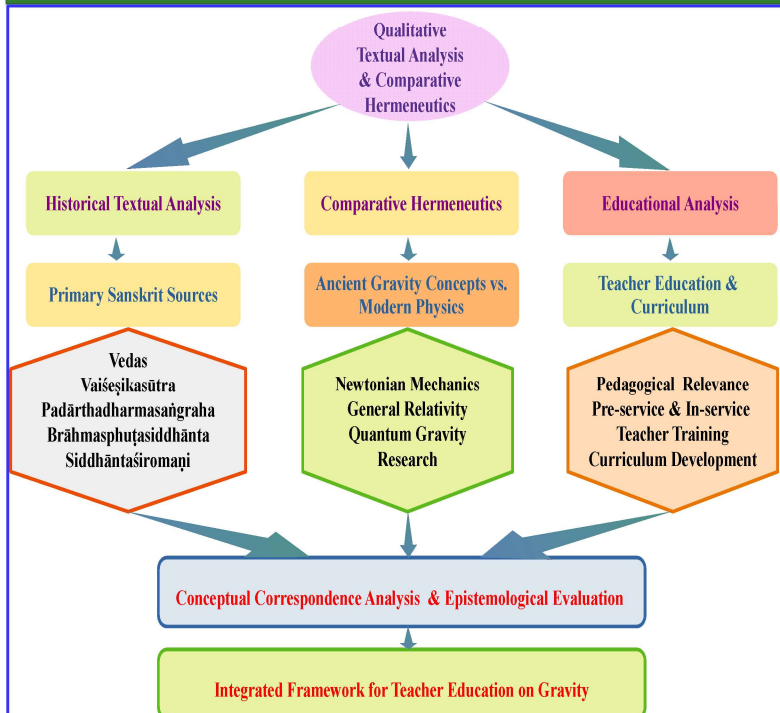 Qualitative
Textual Analysis
& Comparative
Hermeneutics
Historical Textual Analysis
Comparative Hermeneutics
Educational Analysis
Primary Sanskrit Sources
Ancient Gravity Concepts vs.
Modern Physics
Teacher Education &
Curriculum
Vedas
Vaiśeṣikasūtra
Padārthadharmasaṅgraha
Brāhmasphuṭasiddhānta
Siddhāntaśiromaṇi
Newtonian Mechanics
General Relativity
Quantum Gravity
Research
Pedagogical Relevance
Pre-service & In-service
Teacher Training
Curriculum Development
Conceptual Correspondence Analysis & Epistemological Evaluation
Integrated Framework for Teacher Education on Gravity